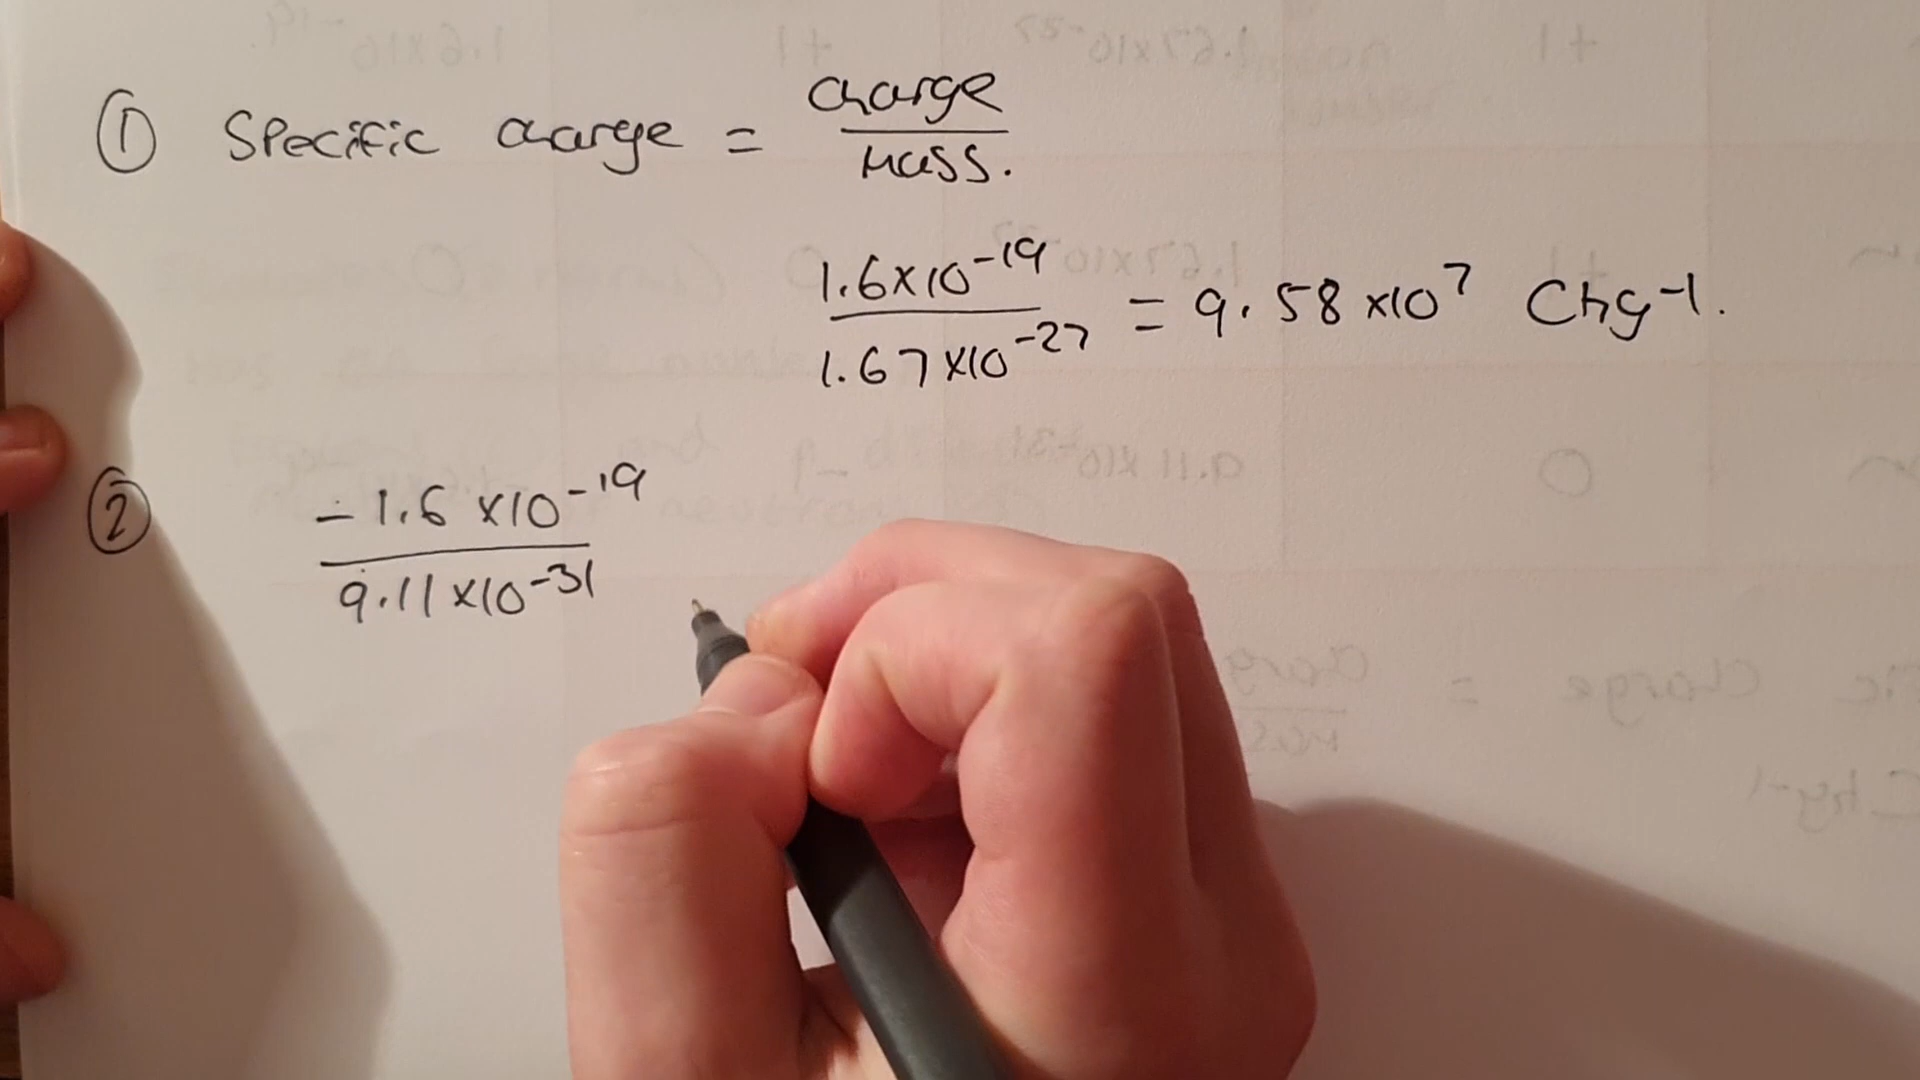 ① Specific charge = charge / mass.
1.6×10⁻¹⁹ / 1.67×10⁻²⁷ = 9.58×10⁷ Ckg⁻¹.
② -1.6×10⁻¹⁹ / 9.11×10⁻³¹